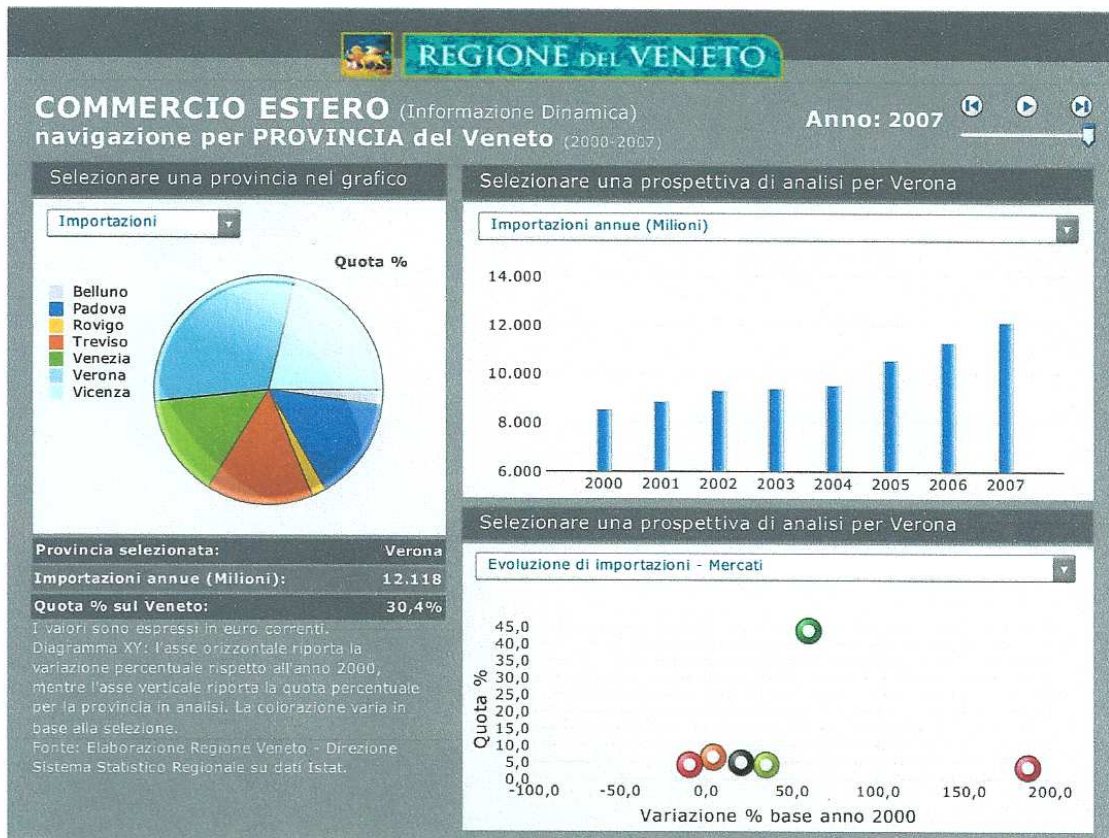 REGIONE DEL VENETO
COMMERCIO ESTERO (Informazione Dinamica)
navigazione per PROVINCIA del Veneto (2000-2007)
Anno: 2007
Selezionare una provincia nel grafico
Importazioni
Quota %
Belluno
Padova
Rovigo
Treviso
Venezia
Verona
Vicenza
Provincia selezionata: Verona
Importazioni annue (Milioni): 12.118
Quota % sul Veneto: 30,4%
I valori sono espressi in euro correnti.
Diagramma XY: l'asse orizzontale riporta la
variazione percentuale rispetto all'anno 2000,
mentre l'asse verticale riporta la quota percentuale
per la provincia in analisi. La colorazione varia in
base alla selezione.
Fonte: Elaborazione Regione Veneto - Direzione
Sistema Statistico Regionale su dati Istat.
Selezionare una prospettiva di analisi per Verona
Importazioni annue (Milioni)
14.000
12.000
10.000
8.000
6.000
2000 2001 2002 2003 2004 2005 2006 2007
Selezionare una prospettiva di analisi per Verona
Evoluzione di importazioni - Mercati
Quota %
45,0
40,0
35,0
30,0
25,0
20,0
15,0
10,0
5,0
0,0
-100,0 -50,0 0,0 50,0 100,0 150,0 200,0
Variazione % base anno 2000